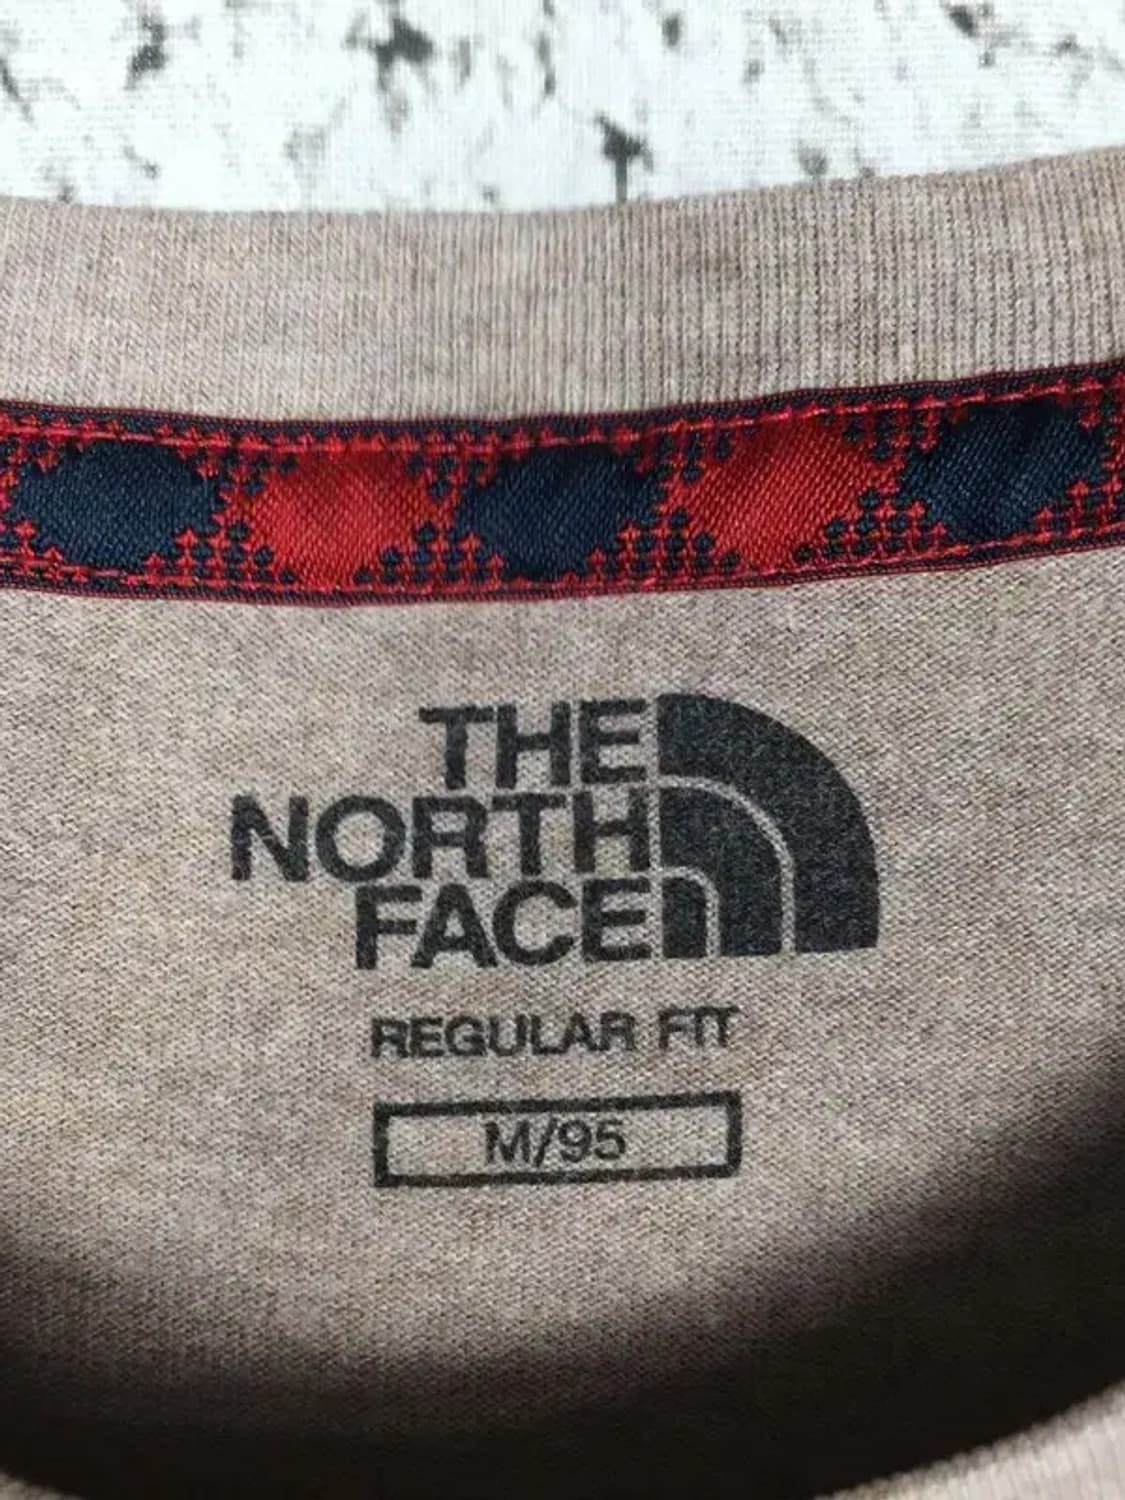 THE
NORTH
FACE
REGULAR FIT
M/95